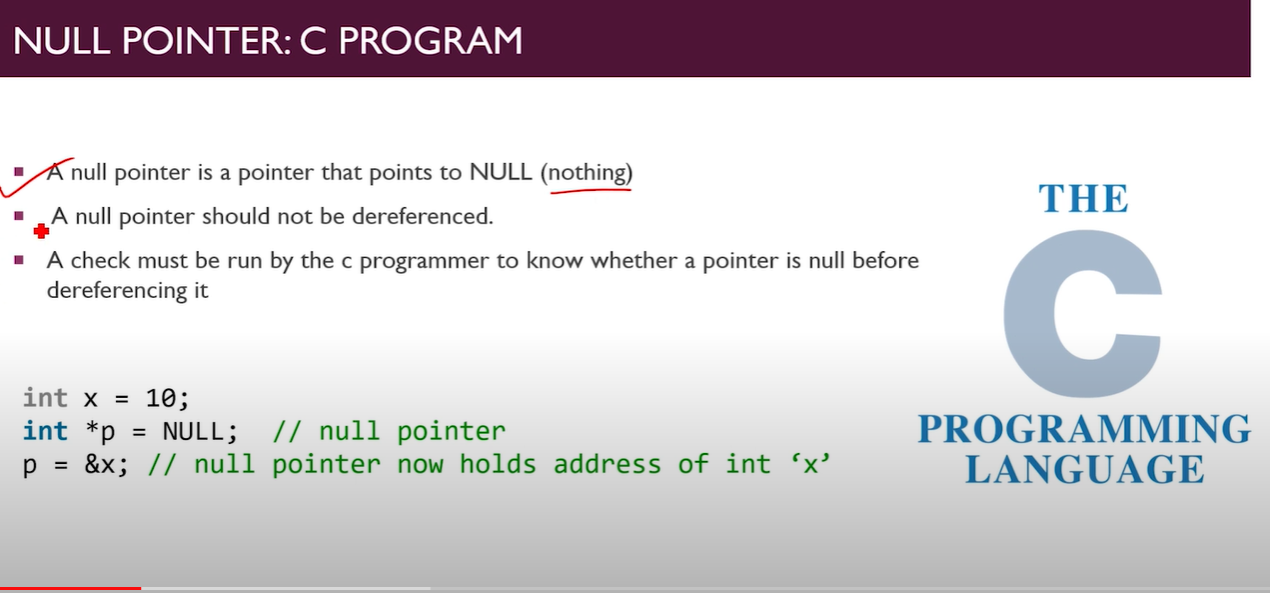 NULL POINTER: C PROGRAM
A null pointer is a pointer that points to NULL (nothing)
A null pointer should not be dereferenced.
A check must be run by the c programmer to know whether a pointer is null before
dereferencing it
int x = 10;
int *p = NULL;  // null pointer
p = &x; // null pointer now holds address of int ‘x’
THE
C
PROGRAMMING
LANGUAGE